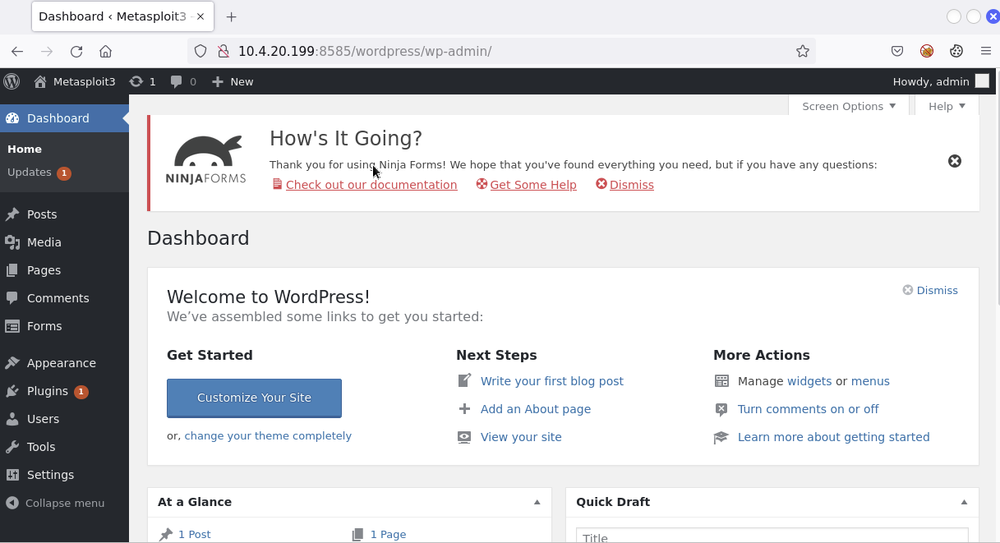 Dashboard ‹ Metasploit3 -
10.4.20.199:8585/wordpress/wp-admin/
Metasploit3 1 0 New Howdy, admin
Screen Options Help
Dashboard
Home
Updates 1
Posts
Media
Pages
Comments
Forms
Appearance
Plugins 1
Users
Tools
Settings
Collapse menu
NINJAFORMS
How's It Going?
Thank you for using Ninja Forms! We hope that you've found everything you need, but if you have any questions:
Check out our documentation Get Some Help Dismiss
Dashboard
Welcome to WordPress!
Dismiss
We’ve assembled some links to get you started:
Get Started
Customize Your Site
or, change your theme completely
Next Steps
Write your first blog post
Add an About page
View your site
More Actions
Manage widgets or menus
Turn comments on or off
Learn more about getting started
At a Glance
1 Post 1 Page
Quick Draft
Title